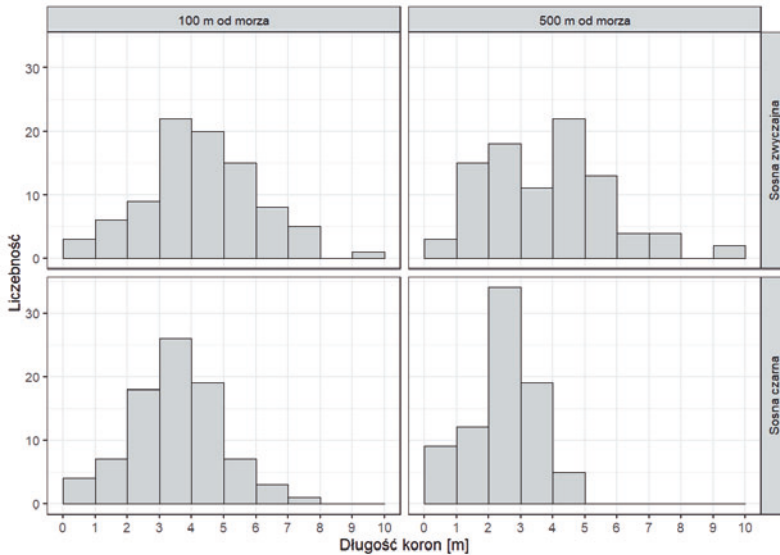 100 m od morza
500 m od morza
30
20
10
0
Sosna zwyczajna
Liczebność
30
20
10
0
Sosna czarna
0 1 2 3 4 5 6 7 8 9 10
0 1 2 3 4 5 6 7 8 9 10
Długość koron [m]